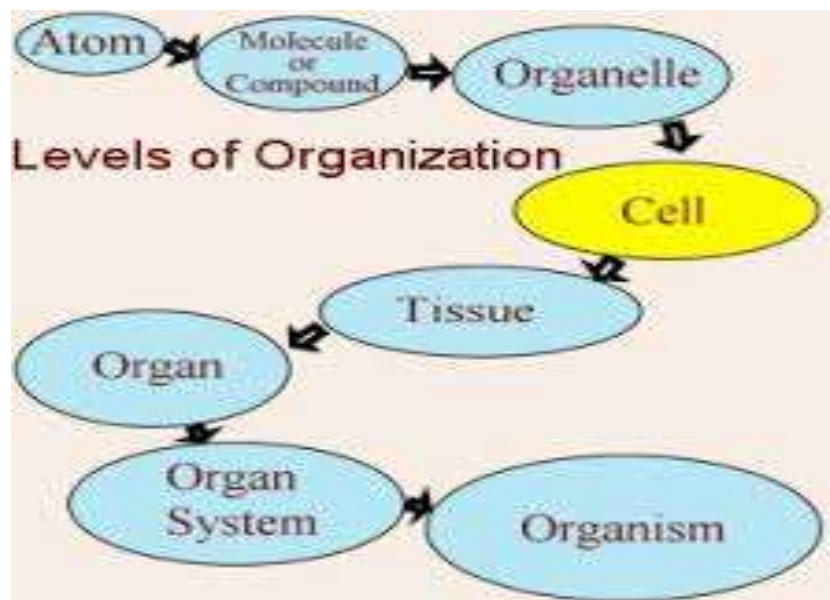 Atom
Molecule
or
Compound
Organelle
Levels of Organization
Cell
Tissue
Organ
Organ
System
Organism